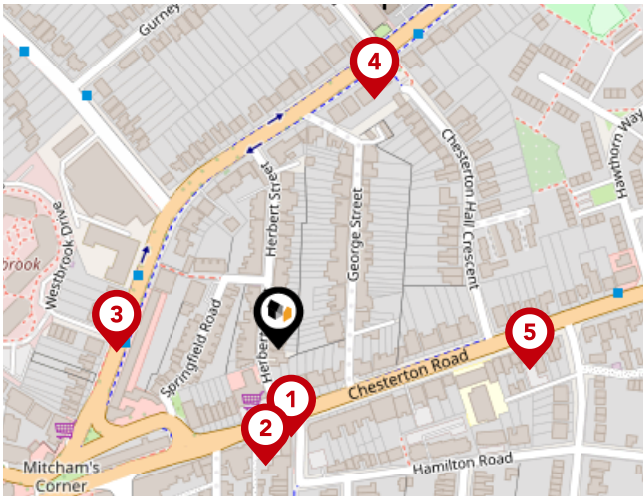 Gurney
4
Chesterton Hall Crescent
Hawthorn Way
Herbert Street
George Street
Westbrook Drive
brook
3
Springfield Road
Herber
5
Chesterton Road
1
2
Mitcham's
Corner
Hamilton Road